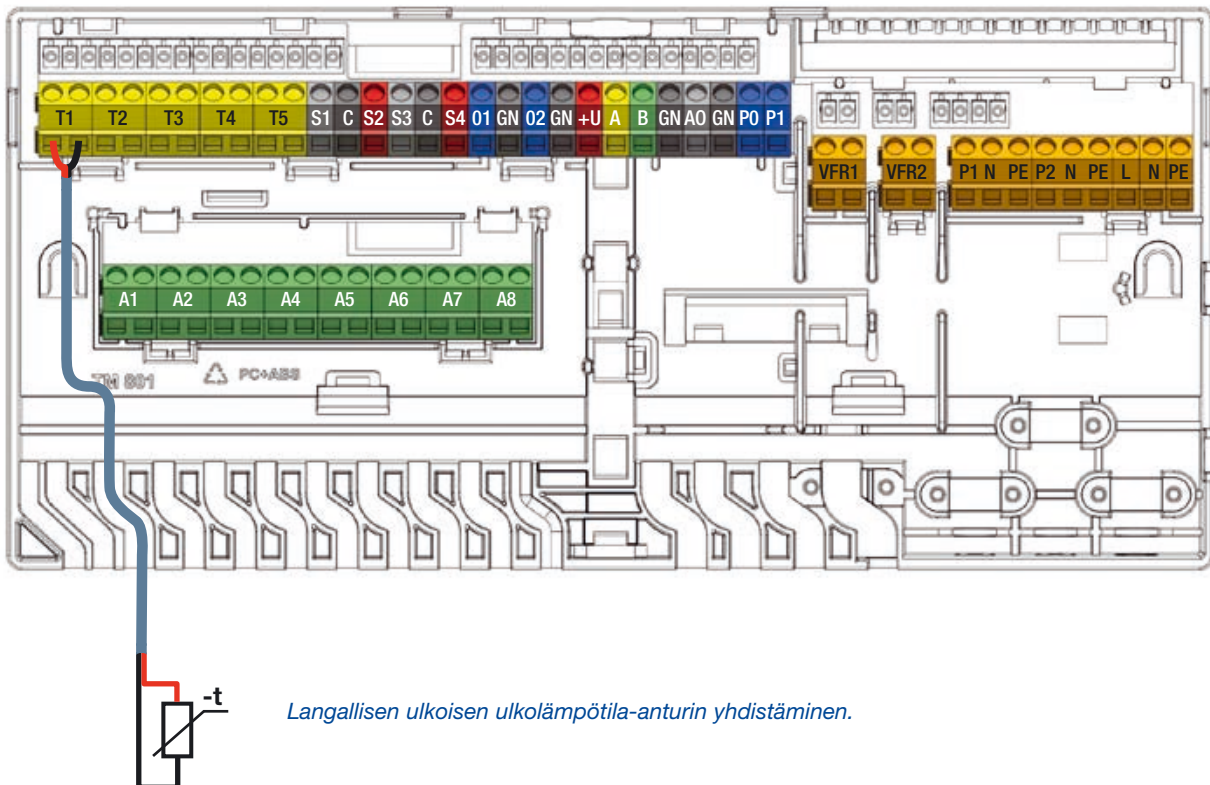 T1 T2 T3 T4 T5 S1 C S2 S3 C S4 01 GN 02 GN +U A B GN A0 GN P0 P1
VFR1 VFR2 P1 N PE P2 N PE L N PE
A1 A2 A3 A4 A5 A6 A7 A8
TM 801 PC+ABS
-t
Langallisen ulkoisen ulkolämpötila-anturin yhdistäminen.